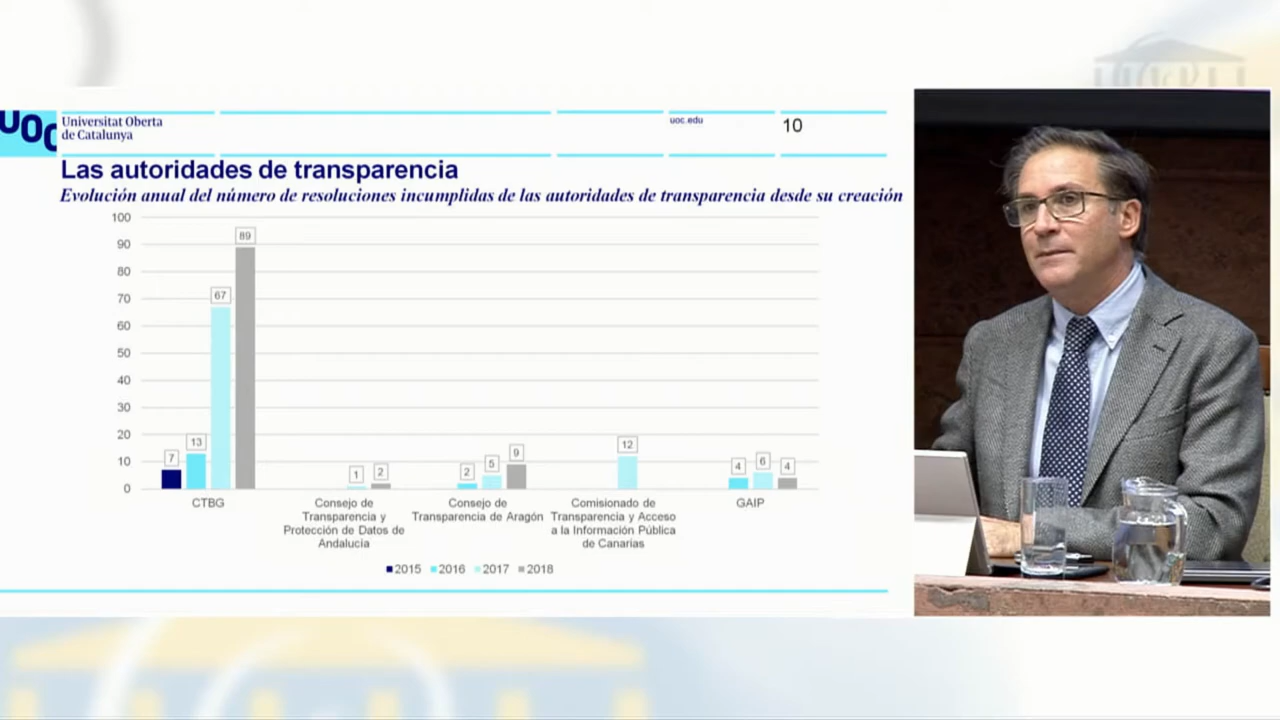 UOC
Universitat Oberta
de Catalunya
uoc.edu
10
Las autoridades de transparencia
Evolución anual del número de resoluciones incumplidas de las autoridades de transparencia desde su creación
100
90
80
70
60
50
40
30
20
10
0
7
13
67
89
1
2
2
5
9
12
4
6
4
CTBG
Consejo de
Transparencia y
Protección de Datos de
Andalucía
Consejo de
Transparencia de Aragón
Comisionado de
Transparencia y Acceso
a la Información Pública
de Canarias
GAIP
2015 2016 2017 2018